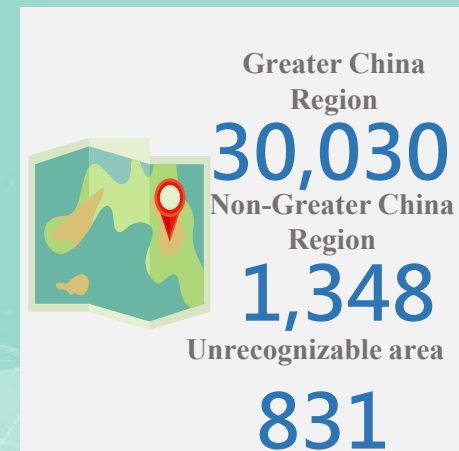 Greater China
Region
30,030
Non-Greater China
Region
1,348
Unrecognizable area
831